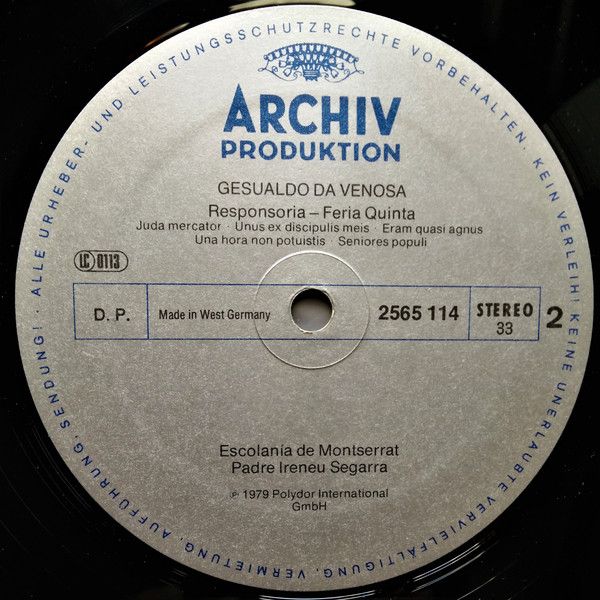 ALLE URHEBER- UND LEISTUNGSSCHUTZRECHTE VORBEHALTEN. KEIN VERLEIH! KEINE UNERLAUBTE VERVIELFÄLTIGUNG, VERMIETUNG, AUFFÜHRUNG, SENDUNG! ·
ARCHIV
PRODUKTION
GESUALDO DA VENOSA
Responsoria – Feria Quinta
Juda mercator · Unus ex discipulis meis · Eram quasi agnus
Una hora non potuistis · Seniores populi
LC 0113
D. P. Made in West Germany 2565 114 STEREO 33 2
Escolanía de Montserrat
Padre Ireneu Segarra
℗ 1979 Polydor International
GmbH